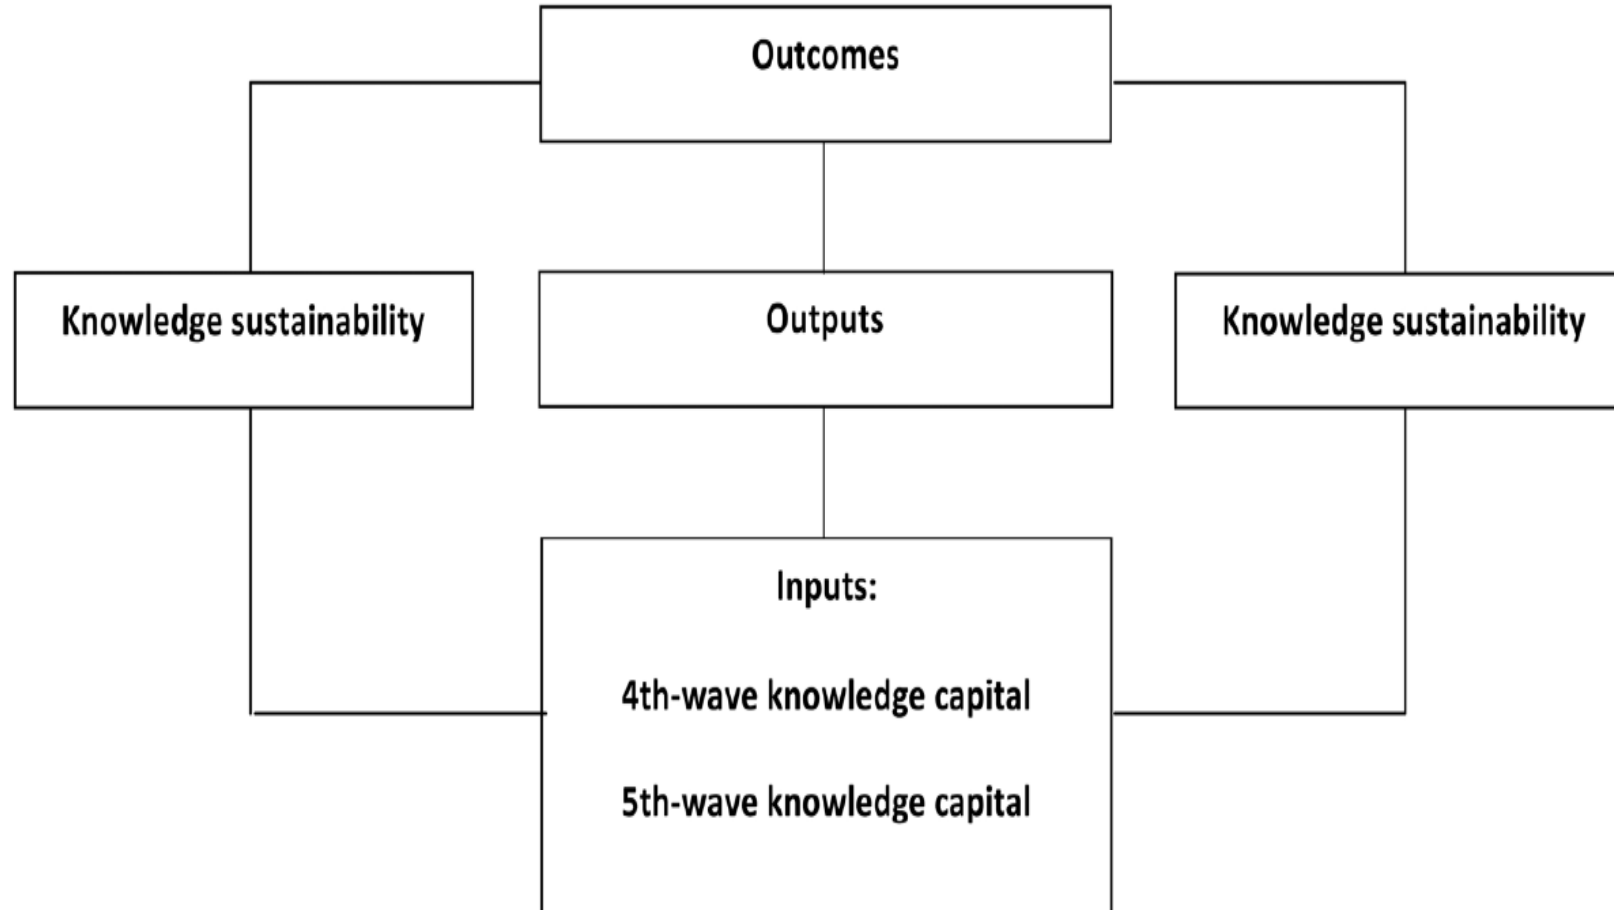 Outcomes
Knowledge sustainability
Outputs
Knowledge sustainability
Inputs:
4th-wave knowledge capital
5th-wave knowledge capital